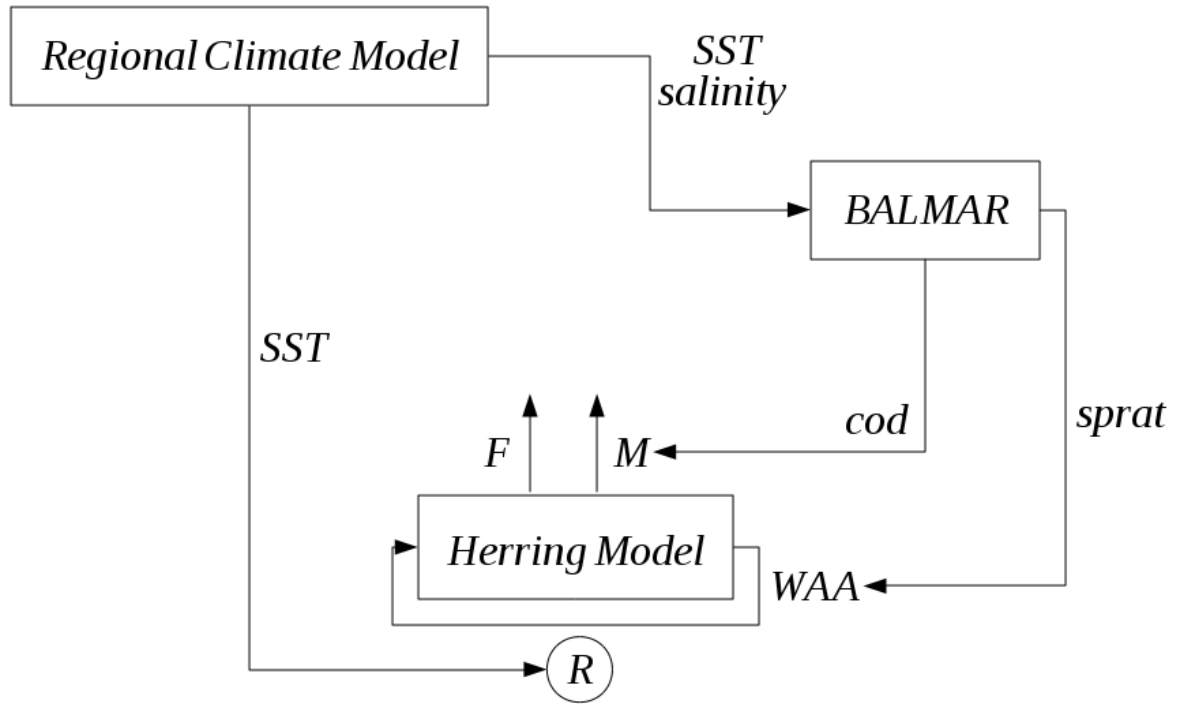 Regional Climate Model
SST
salinity
BALMAR
SST
cod
sprat
F
M
Herring Model
WAA
R